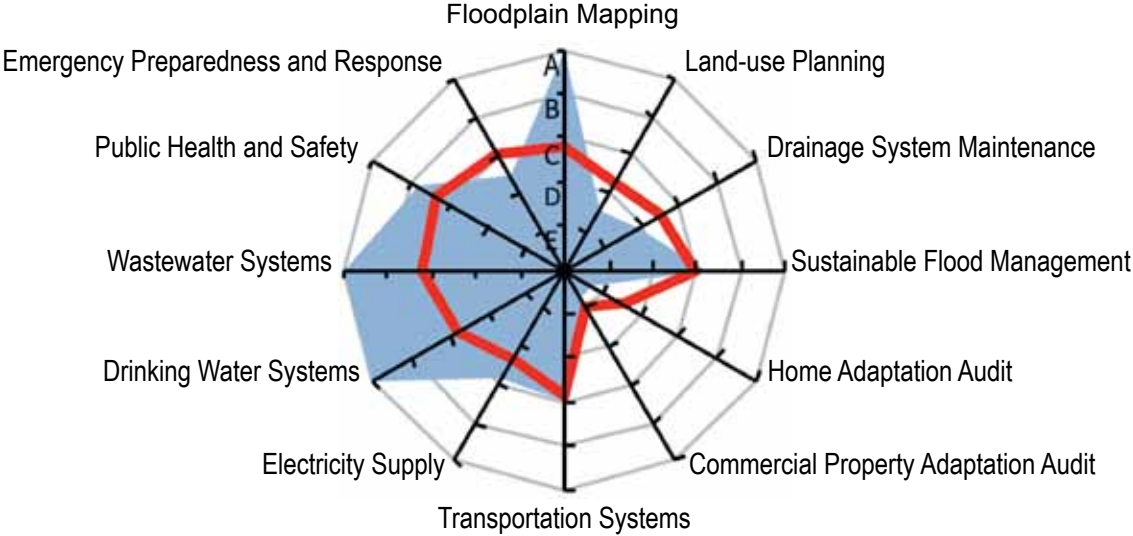 Floodplain Mapping
Emergency Preparedness and Response
Land-use Planning
A
B
Public Health and Safety
Drainage System Maintenance
C
D
E
Wastewater Systems
Sustainable Flood Management
Drinking Water Systems
Home Adaptation Audit
Electricity Supply
Commercial Property Adaptation Audit
Transportation Systems